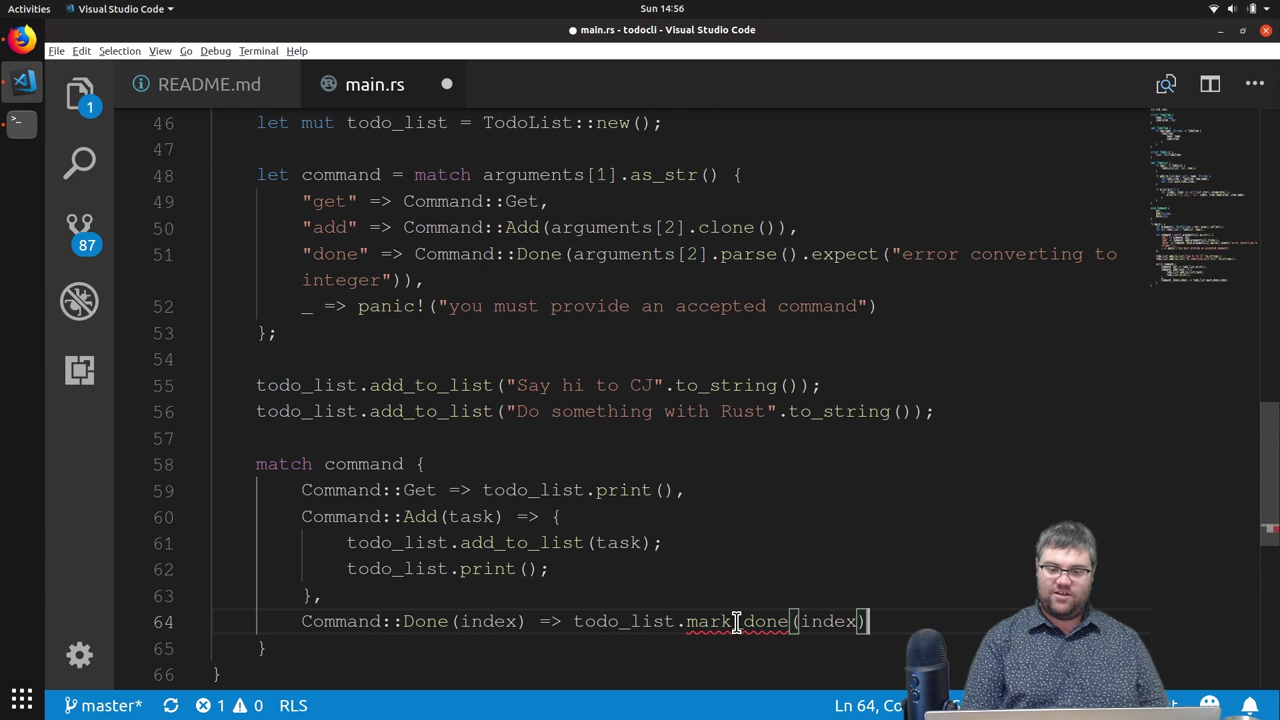 Activities Visual Studio Code Sun 14:56
main.rs - todocli - Visual Studio Code
File Edit Selection View Go Debug Terminal Help
README.md main.rs
1
87
46 let mut todo_list = TodoList::new();
47
48 let command = match arguments[1].as_str() {
49 "get" => Command::Get,
50 "add" => Command::Add(arguments[2].clone()),
51 "done" => Command::Done(arguments[2].parse().expect("error converting to
integer")),
52 _ => panic!("you must provide an accepted command")
53 };
54
55 todo_list.add_to_list("Say hi to CJ".to_string());
56 todo_list.add_to_list("Do something with Rust".to_string());
57
58 match command {
59 Command::Get => todo_list.print(),
60 Command::Add(task) => {
61 todo_list.add_to_list(task);
62 todo_list.print();
63 },
64 Command::Done(index) => todo_list.mark_done(index)
65 }
66 }
master* 1 0 RLS Ln 64,